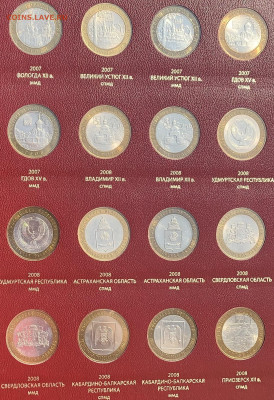 COINS.SU
2007
ВОЛОГДА XII в.
ММД
2007
ВЕЛИКИЙ УСТЮГ XII в.
СПМД
2007
ВЕЛИКИЙ УСТЮГ XII в.
ММД
2007
ГДОВ XV в.
СПМД
2007
ГДОВ XV в.
ММД
2008
ВЛАДИМИР XII в.
СПМД
2008
ВЛАДИМИР XII в.
ММД
2008
УДМУРТСКАЯ РЕСПУБЛИКА
СПМД
2008
УДМУРТСКАЯ РЕСПУБЛИКА
ММД
2008
АСТРАХАНСКАЯ ОБЛАСТЬ
СПМД
2008
АСТРАХАНСКАЯ ОБЛАСТЬ
ММД
2008
СВЕРДЛОВСКАЯ ОБЛАСТЬ
СПМД
2008
СВЕРДЛОВСКАЯ ОБЛАСТЬ
ММД
2008
КАБАРДИНО-БАЛКАРСКАЯ
РЕСПУБЛИКА
СПМД
2008
КАБАРДИНО-БАЛКАРСКАЯ
РЕСПУБЛИКА
ММД
2008
ПРИОЗЕРСК XII в.
СПМД